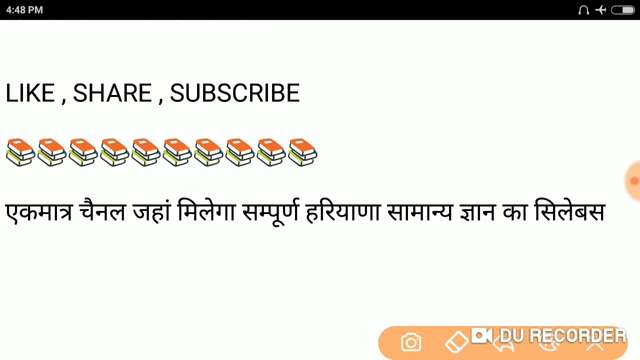 4:48 PM
LIKE , SHARE , SUBSCRIBE
एकमात्र चैनल जहां मिलेगा सम्पूर्ण हरियाणा सामान्य ज्ञान का सिलेबस
DU RECORDER